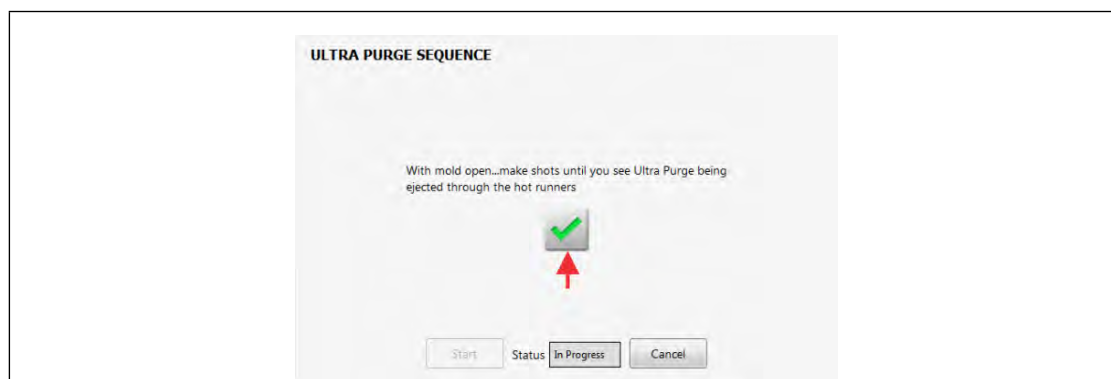 ULTRA PURGE SEQUENCE
With mold open...make shots until you see Ultra Purge being
ejected through the hot runners
Start Status In Progress Cancel